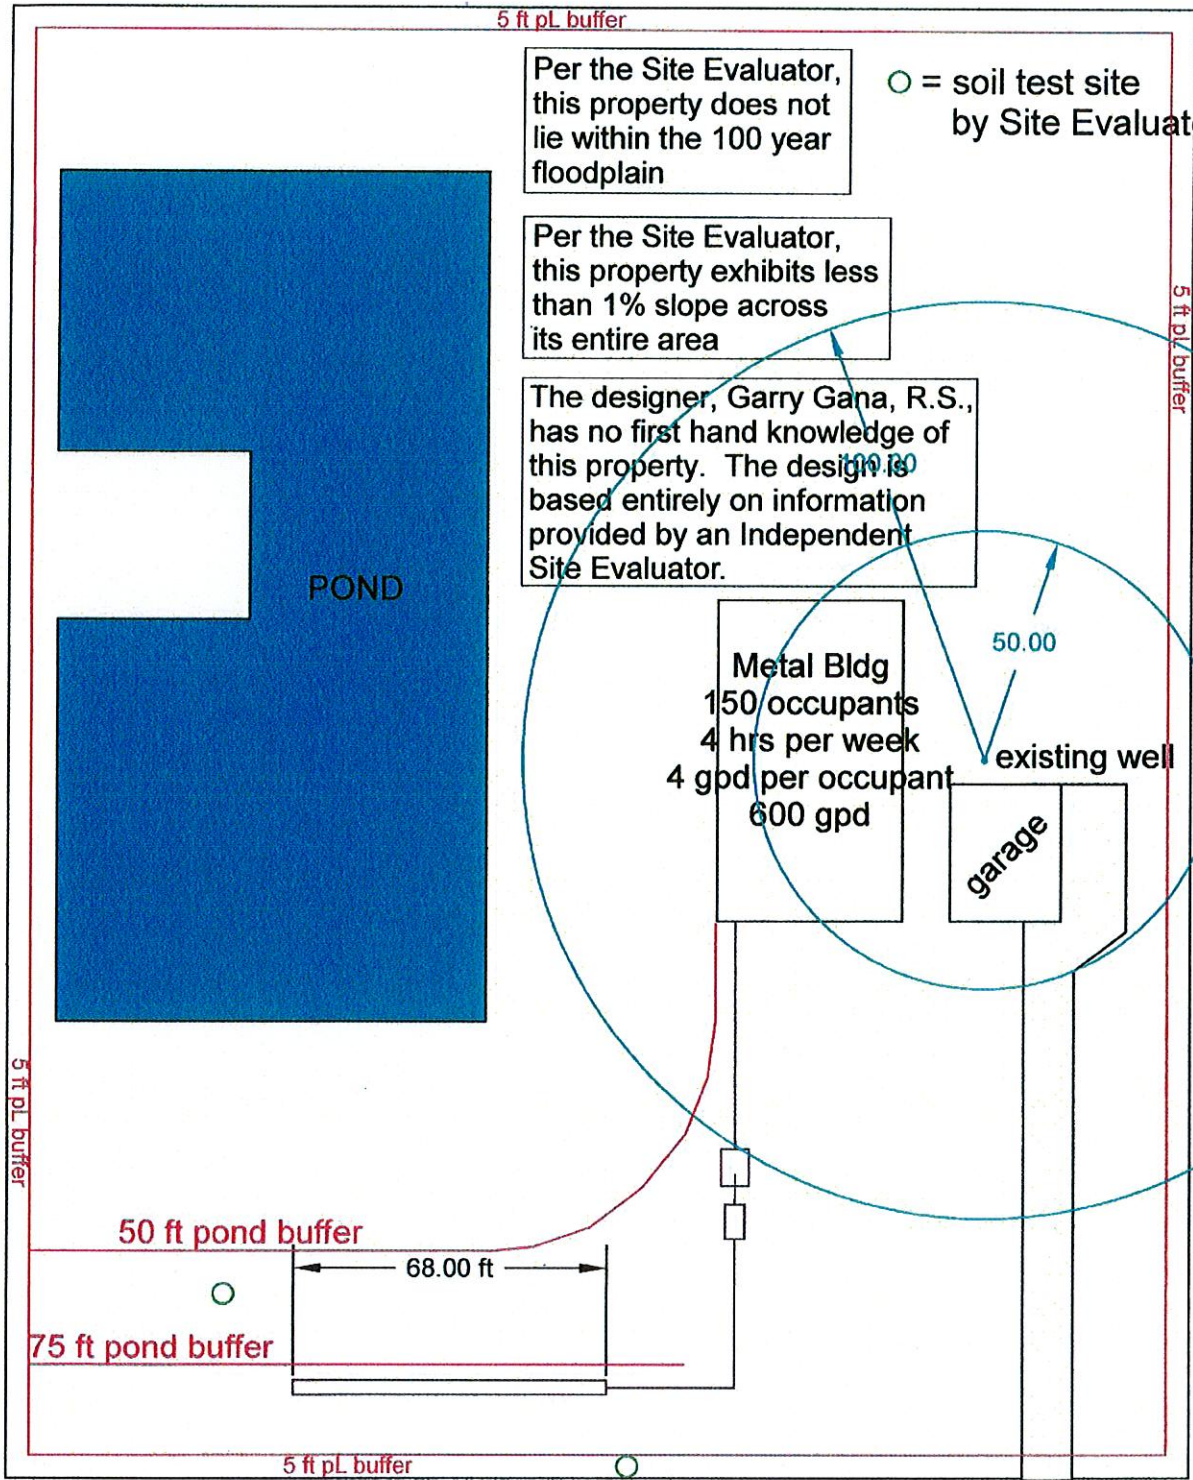 5 ft pL buffer
Per the Site Evaluator,
this property does not
lie within the 100 year
floodplain
= soil test site
by Site Evaluato
Per the Site Evaluator,
this property exhibits less
than 1% slope across
its entire area
5 ft pL buffer
The designer, Garry Gana, R.S.,
has no first hand knowledge of
this property. The design is
based entirely on information
provided by an Independent
Site Evaluator.
100.00
POND
50.00
Metal Bldg
150 occupants
4 hrs per week
4 gpd per occupant
600 gpd
existing well
garage
5 ft pL buffer
50 ft pond buffer
68.00 ft
75 ft pond buffer
5 ft pL buffer